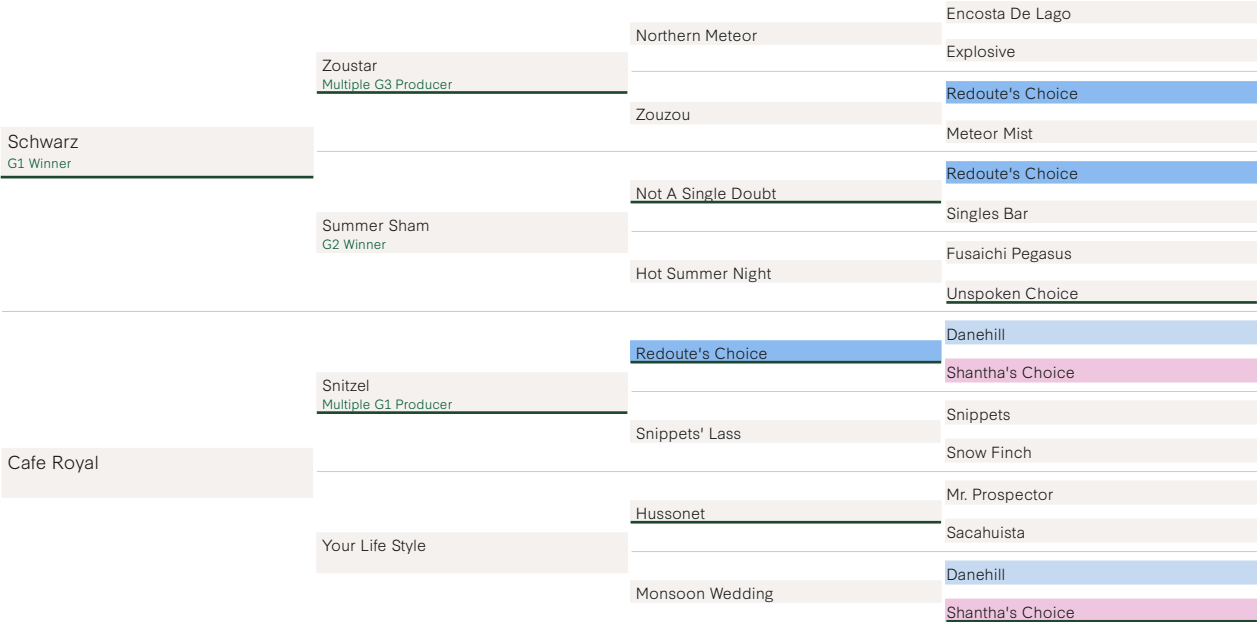 Schwarz
G1 Winner
Cafe Royal
Zoustar
Multiple G3 Producer
Summer Sham
G2 Winner
Snitzel
Multiple G1 Producer
Your Life Style
Northern Meteor
Zouzou
Not A Single Doubt
Hot Summer Night
Redoute's Choice
Snippets' Lass
Hussonet
Monsoon Wedding
Encosta De Lago
Explosive
Redoute's Choice
Meteor Mist
Redoute's Choice
Singles Bar
Fusaichi Pegasus
Unspoken Choice
Danehill
Shantha's Choice
Snippets
Snow Finch
Mr. Prospector
Sacahuista
Danehill
Shantha's Choice